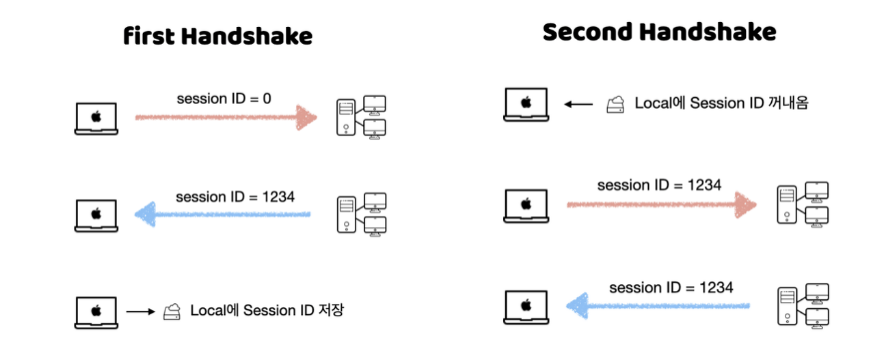 first Handshake
session ID = 0
session ID = 1234
Local에 Session ID 저장
Second Handshake
Local에 Session ID 꺼내옴
session ID = 1234
session ID = 1234